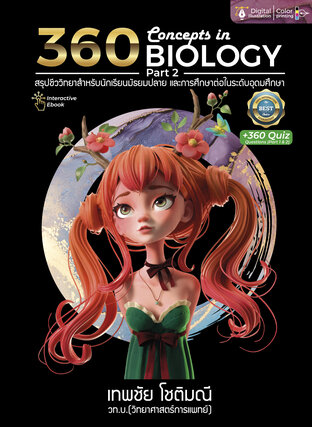 Digital Illustration
Color printing
360 Concepts in BIOLOGY
Part 2
สรุปชีววิทยาสำหรับนักเรียนมัธยมปลาย และการศึกษาต่อในระดับอุดมศึกษา
Interactive
Ebook
BEST
+360 Quiz
Questions (Part 1 & 2)
เทพชัย โชติมณี
วท.บ.(วิทยาศาสตร์การแพทย์)